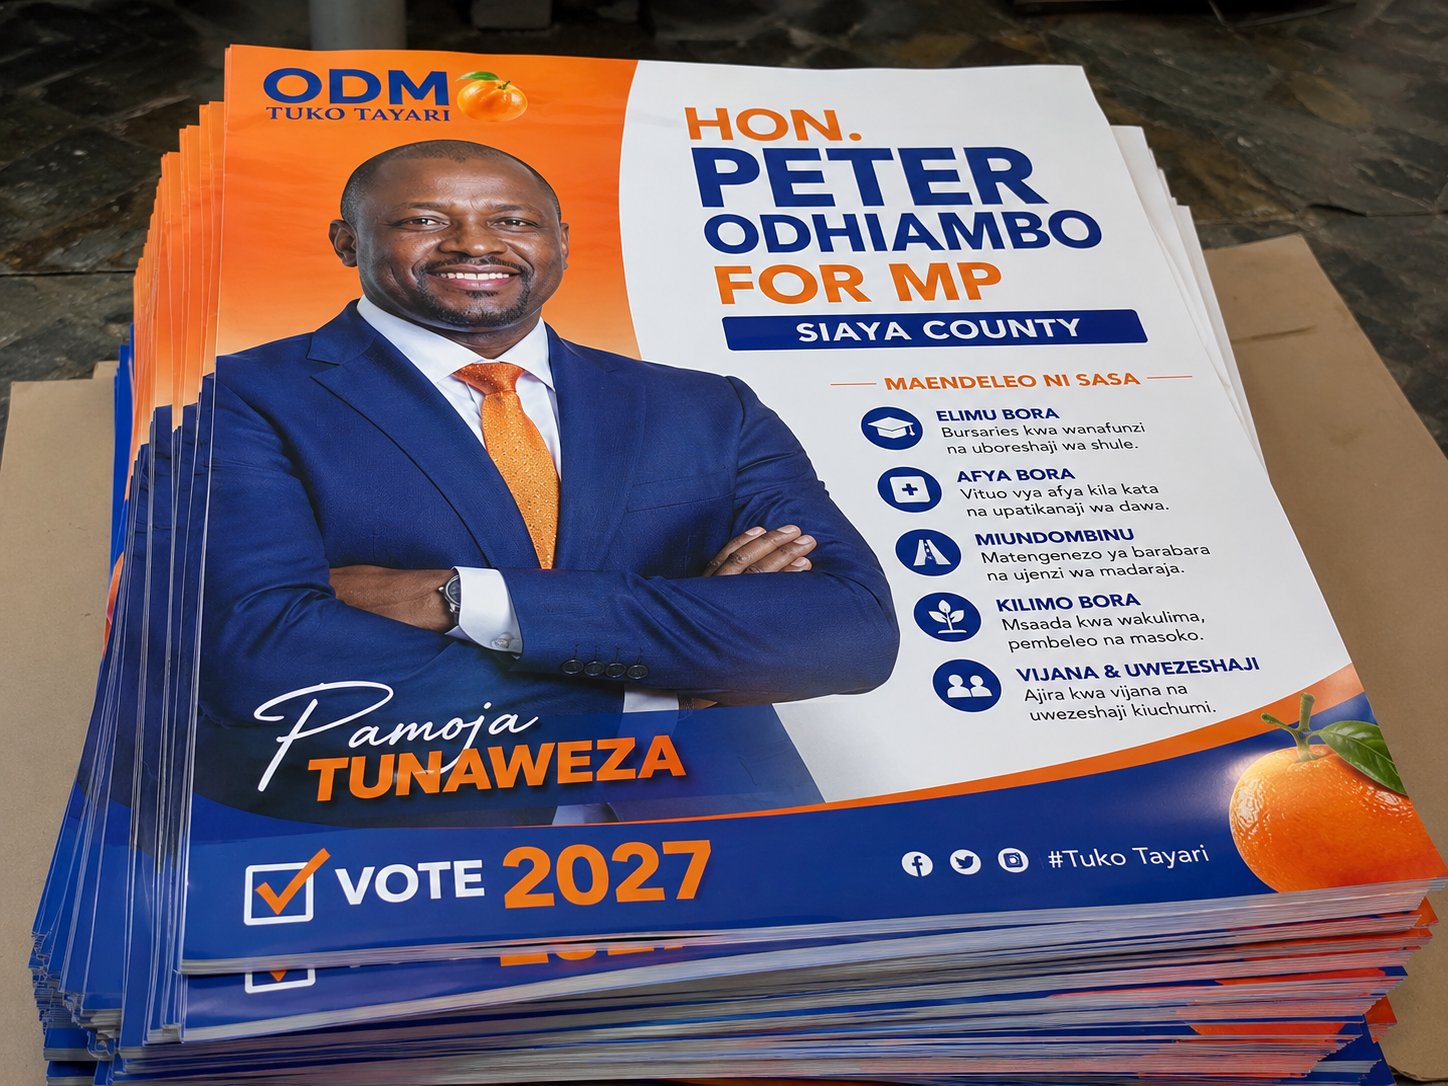 ODM
TUKO TAYARI
HON.
PETER
ODHIAMBO
FOR MP
SIAYA COUNTY
MAENDELEO NI SASA
ELIMU BORA
Bursaries kwa wanafunzi
na uboreshaji wa shule.
AFYA BORA
Vituo vya afya kila kata
na upatikanaji wa dawa.
MIUNDOMBINU
Matengenezo ya barabara
na ujenzi wa madaraja.
KILIMO BORA
Msaada kwa wakulima,
pembeleo na masoko.
VIJANA & UWEZESHAJI
Ajira kwa vijana na
uwezeshaji kiuchumi.
Pamoja
TUNAWEZA
VOTE 2027
#Tuko Tayari